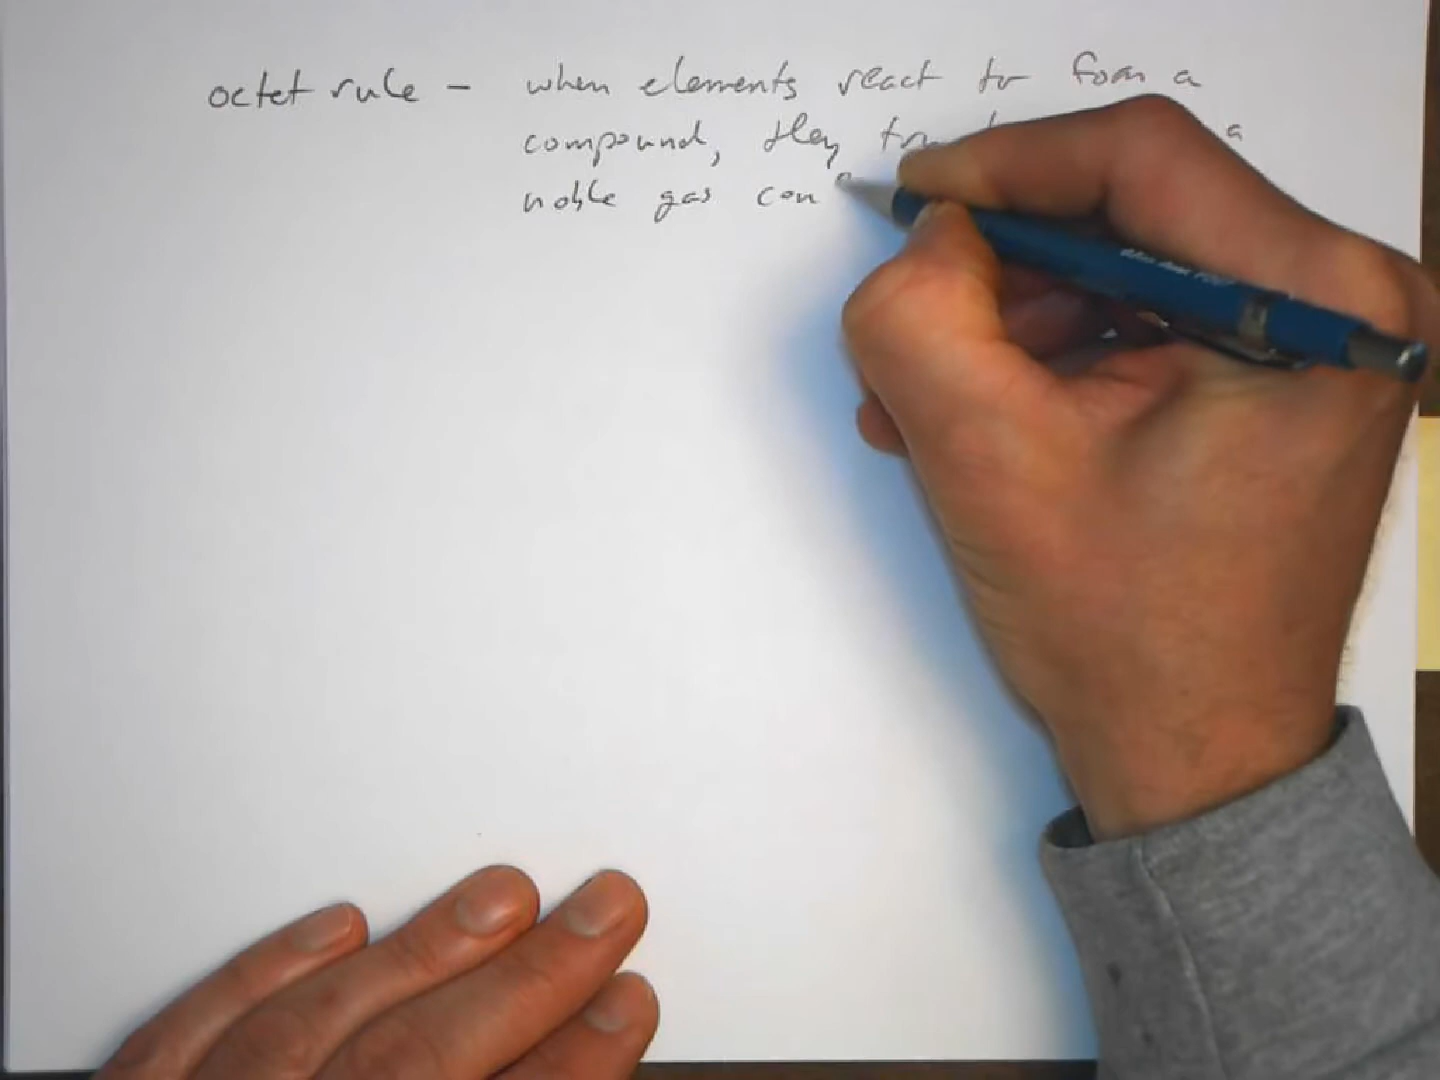 octet rule - when elements react to form a
compound, they a
noble gas con